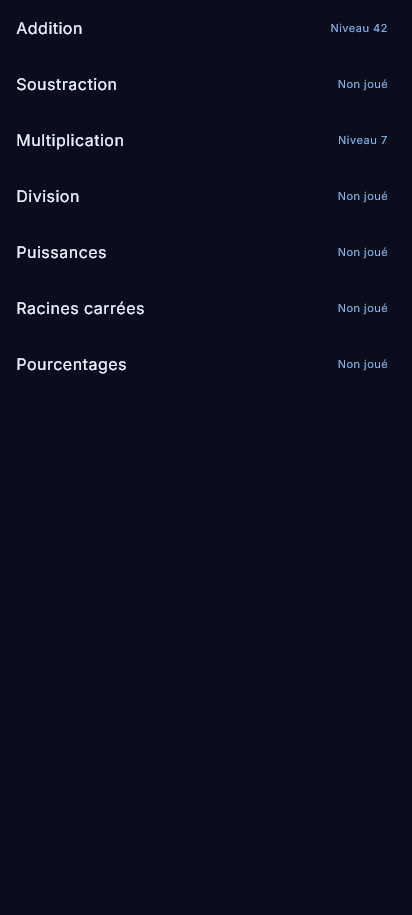 Addition Niveau 42
Soustraction Non joué
Multiplication Niveau 7
Division Non joué
Puissances Non joué
Racines carrées Non joué
Pourcentages Non joué